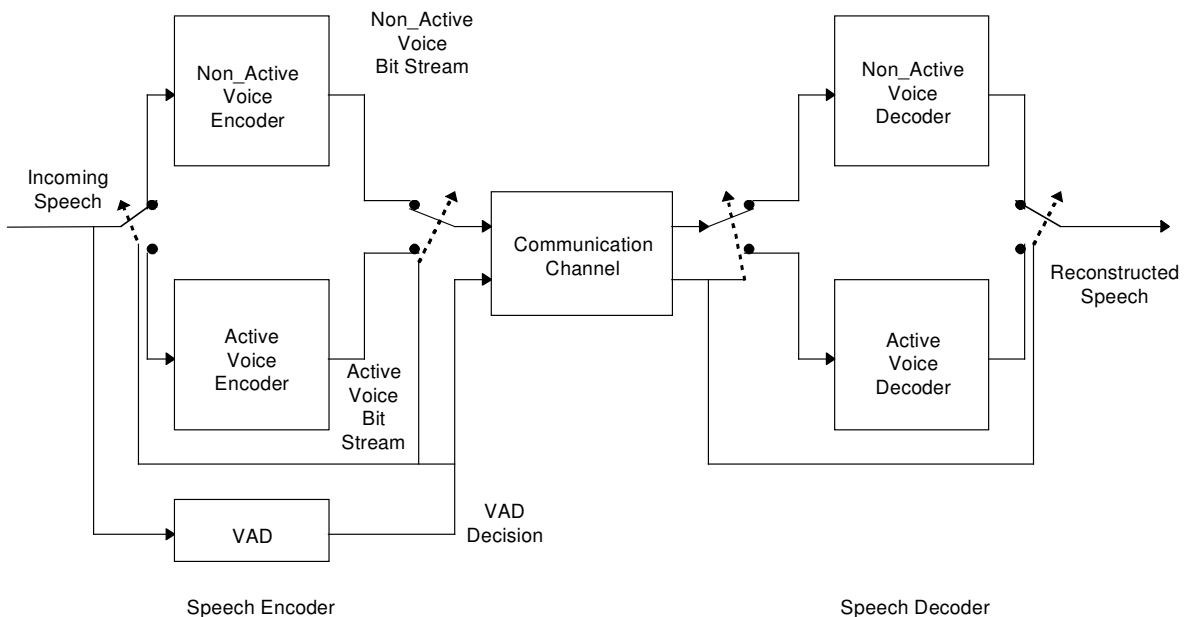 Non_Active
Voice
Bit Stream
Non_Active
Voice
Encoder
Non_Active
Voice
Decoder
Incoming
Speech
Communication
Channel
Reconstructed
Speech
Active
Voice
Encoder
Active
Voice
Bit
Stream
Active
Voice
Decoder
VAD
VAD
Decision
Speech Encoder
Speech Decoder